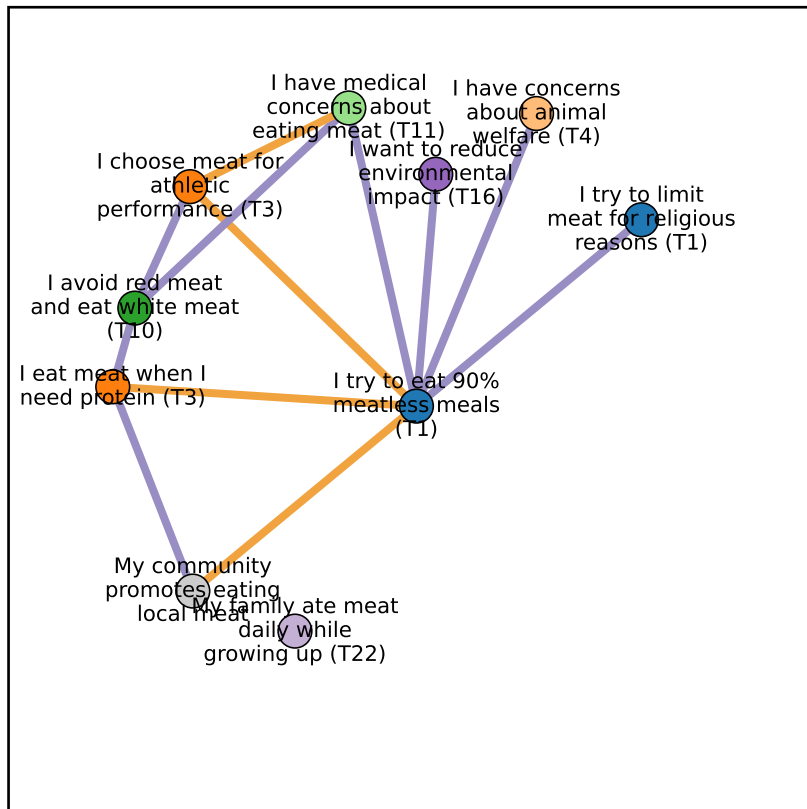 I have medical
concerns about
eating meat (T11)
I have concerns
about animal
welfare (T4)
I want to reduce
environmental
impact (T16)
I choose meat for
athletic
performance (T3)
I try to limit
meat for religious
reasons (T1)
I avoid red meat
and eat white meat
(T10)
I eat meat when I
need protein (T3)
I try to eat 90%
meatless meals
(T1)
My community
promotes eating
local meat
My family ate meat
daily while
growing up (T22)